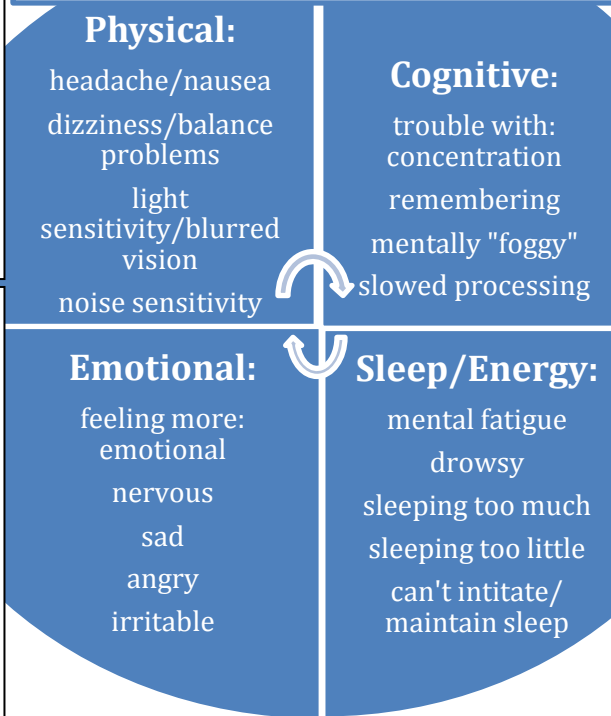 Physical:
headache/nausea
dizziness/balance
problems
light
sensitivity/blurred
vision
noise sensitivity
Cognitive:
trouble with:
concentration
remembering
mentally "foggy"
slowed processing
Emotional:
feeling more:
emotional
nervous
sad
angry
irritable
Sleep/Energy:
mental fatigue
drowsy
sleeping too much
sleeping too little
can't intitate/
maintain sleep